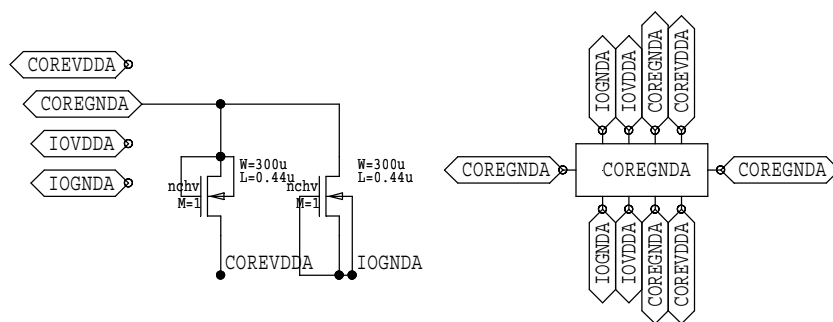 COREVDDA
COREGNDA
IOVDDA
IOGNDA
W=300u
L=0.44u
nchv
M=1
W=300u
L=0.44u
nchv
M=1
COREVDDA
IOGNDA
IOGNDA
IOVDDA
COREGNDA
COREVDDA
COREGNDA
COREGNDA
COREGNDA
IOGNDA
IOVDDA
COREGNDA
COREVDDA